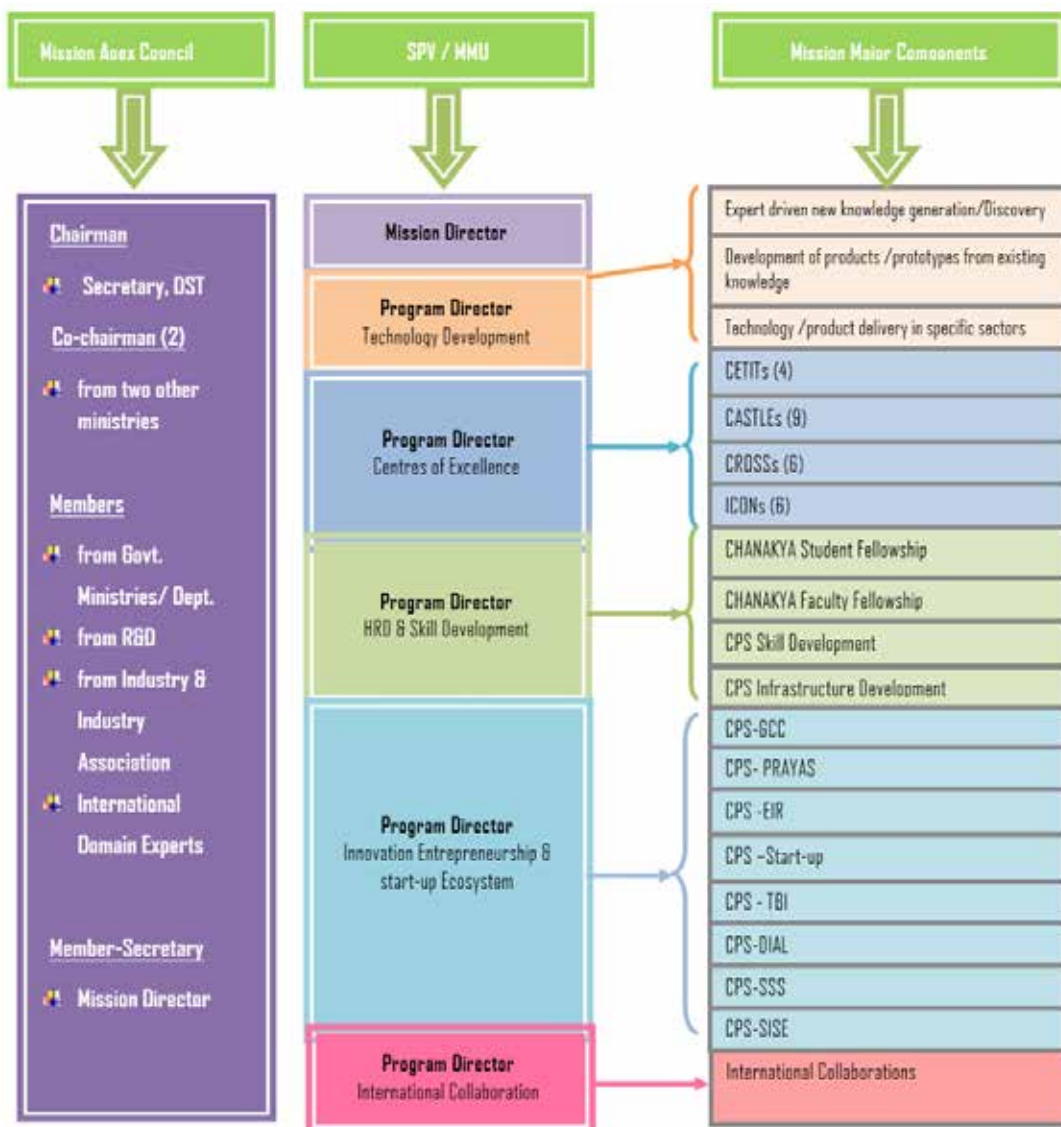 Mission Apex Council
SPV / MMU
Mission Major Components
Chairman
Secretary, DST
Co-chairman (2)
from two other
ministries
Members
from Govt.
Ministries/ Dept.
from R&D
from Industry &
Industry
Association
International
Domain Experts
Member-Secretary
Mission Director
Mission Director
Program Director
Technology Development
Program Director
Centres of Excellence
Program Director
HRD & Skill Development
Program Director
Innovation Entrepreneurship &
start-up Ecosystem
Program Director
International Collaboration
Expert driven new knowledge generation/Discovery
Development of products /prototypes from existing
knowledge
Technology /product delivery in specific sectors
CETITs (4)
CASTLEs (9)
CROSSs (6)
ICONs (6)
CHANAKYA Student Fellowship
CHANAKYA Faculty Fellowship
CPS Skill Development
CPS Infrastructure Development
CPS-GCC
CPS- PRAYAS
CPS -EIR
CPS –Start-up
CPS - TBI
CPS-DIAL
CPS-SSS
CPS-SISE
International Collaborations